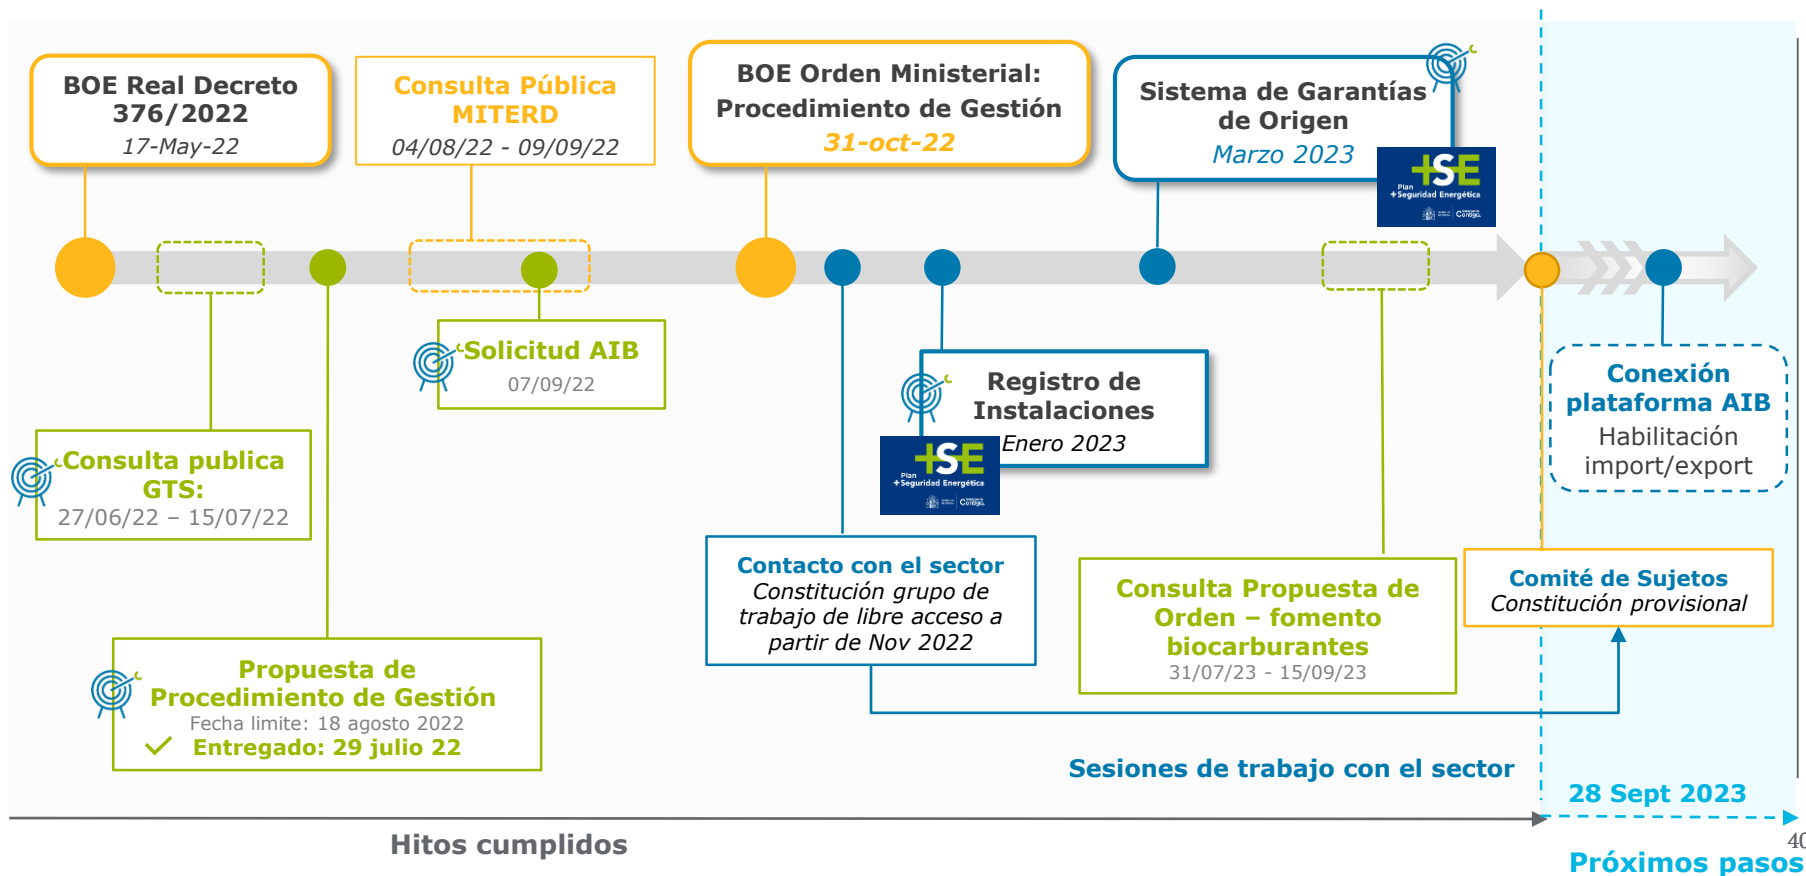 BOE Real Decreto
376/2022
17-May-22
Consulta Pública
MITERD
04/08/22 - 09/09/22
BOE Orden Ministerial:
Procedimiento de Gestión
31-oct-22
Sistema de Garantías
de Origen
Marzo 2023
+SE
Plan
+Seguridad Energética
Contigo.
Solicitud AIB
07/09/22
Registro de
Instalaciones
Enero 2023
+SE
Plan
+Seguridad Energética
Contigo.
Conexión
plataforma AIB
Habilitación
import/export
Consulta publica
GTS:
27/06/22 – 15/07/22
Contacto con el sector
Constitución grupo de
trabajo de libre acceso a
partir de Nov 2022
Consulta Propuesta de
Orden – fomento
biocarburantes
31/07/23 - 15/09/23
Comité de Sujetos
Constitución provisional
Propuesta de
Procedimiento de Gestión
Fecha limite: 18 agosto 2022
Entregado: 29 julio 22
Sesiones de trabajo con el sector
28 Sept 2023
Hitos cumplidos
40
Próximos pasos